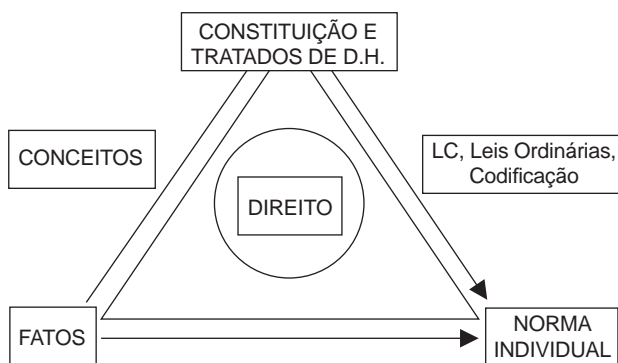 CONSTITUIÇÃO E
TRATADOS DE D.H.
CONCEITOS
LC, Leis Ordinárias,
Codificação
DIREITO
FATOS
NORMA
INDIVIDUAL